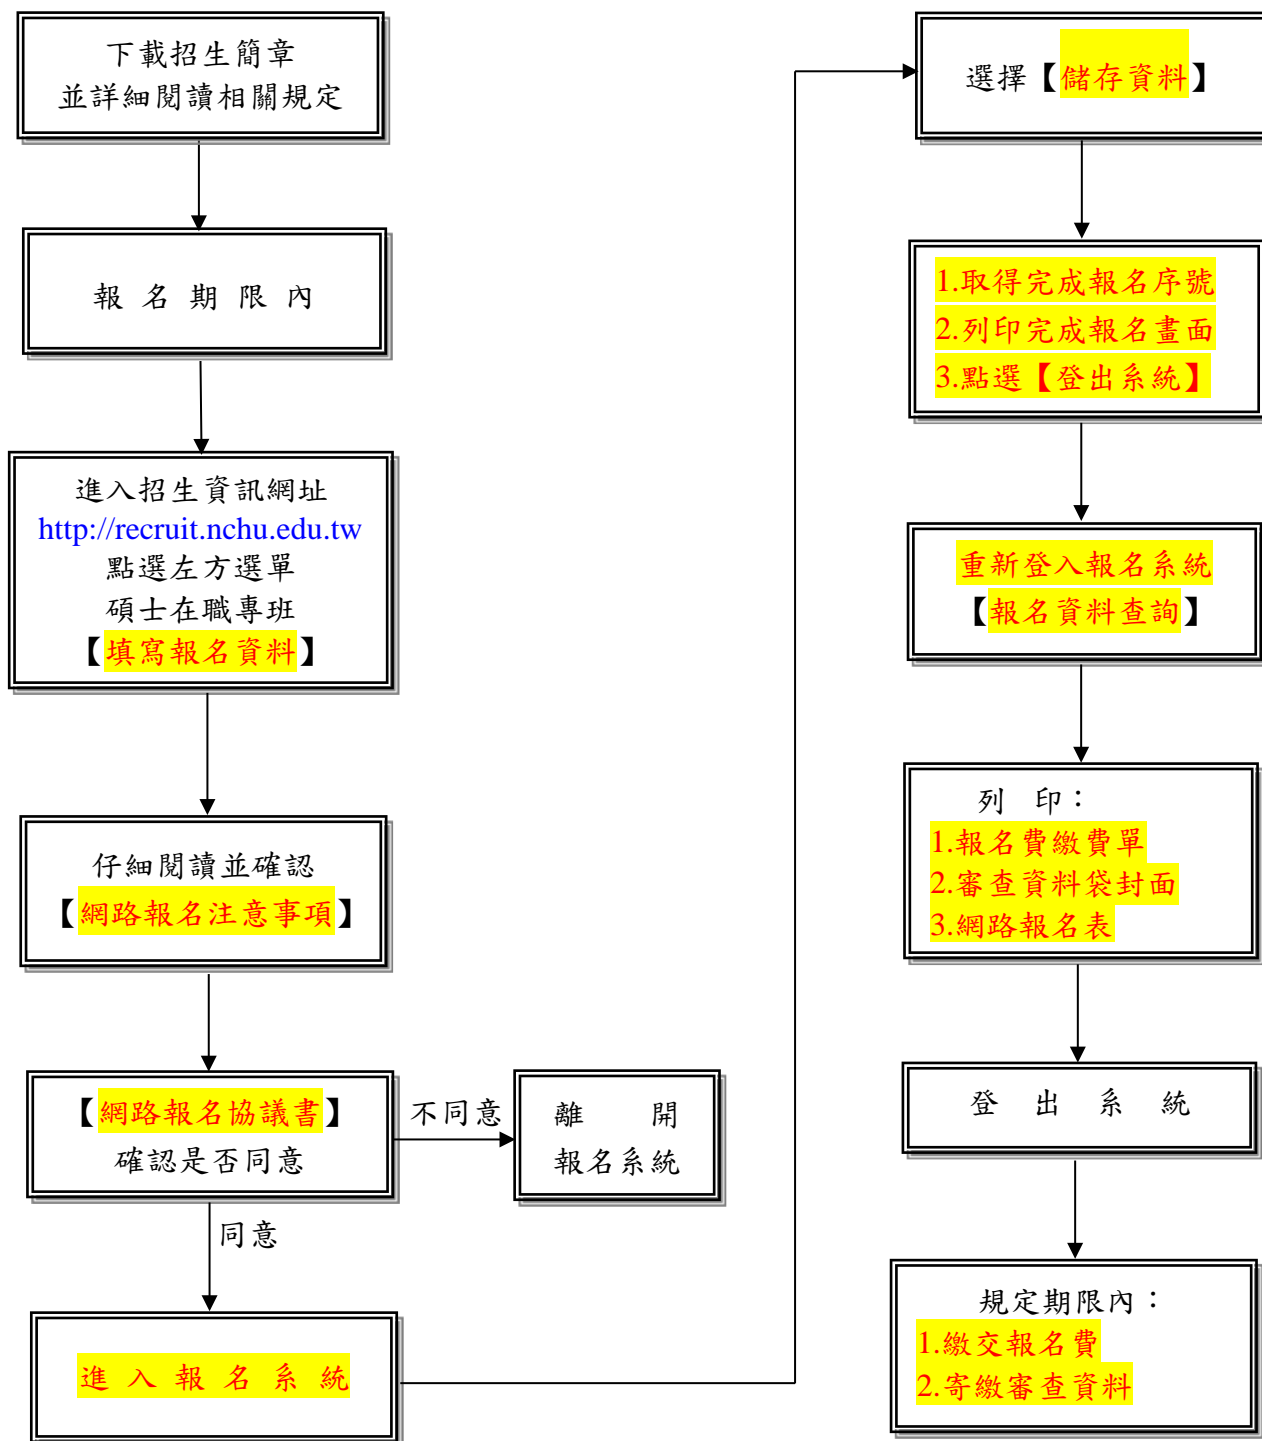 下載招生簡章
並詳細閱讀相關規定
報 名 期 限 內
進入招生資訊網址
http://recruit.nchu.edu.tw
點選左方選單
碩士在職專班
【填寫報名資料】
仔細閱讀並確認
【網路報名注意事項】
【網路報名協議書】
確認是否同意
不同意
離 開
報名系統
同意
進 入 報 名 系 統
選擇【儲存資料】
1.取得完成報名序號
2.列印完成報名畫面
3.點選【登出系統】
重新登入報名系統
【報名資料查詢】
列 印：
1.報名費繳費單
2.審查資料袋封面
3.網路報名表
登 出 系 統
規定期限內：
1.繳交報名費
2.寄繳審查資料